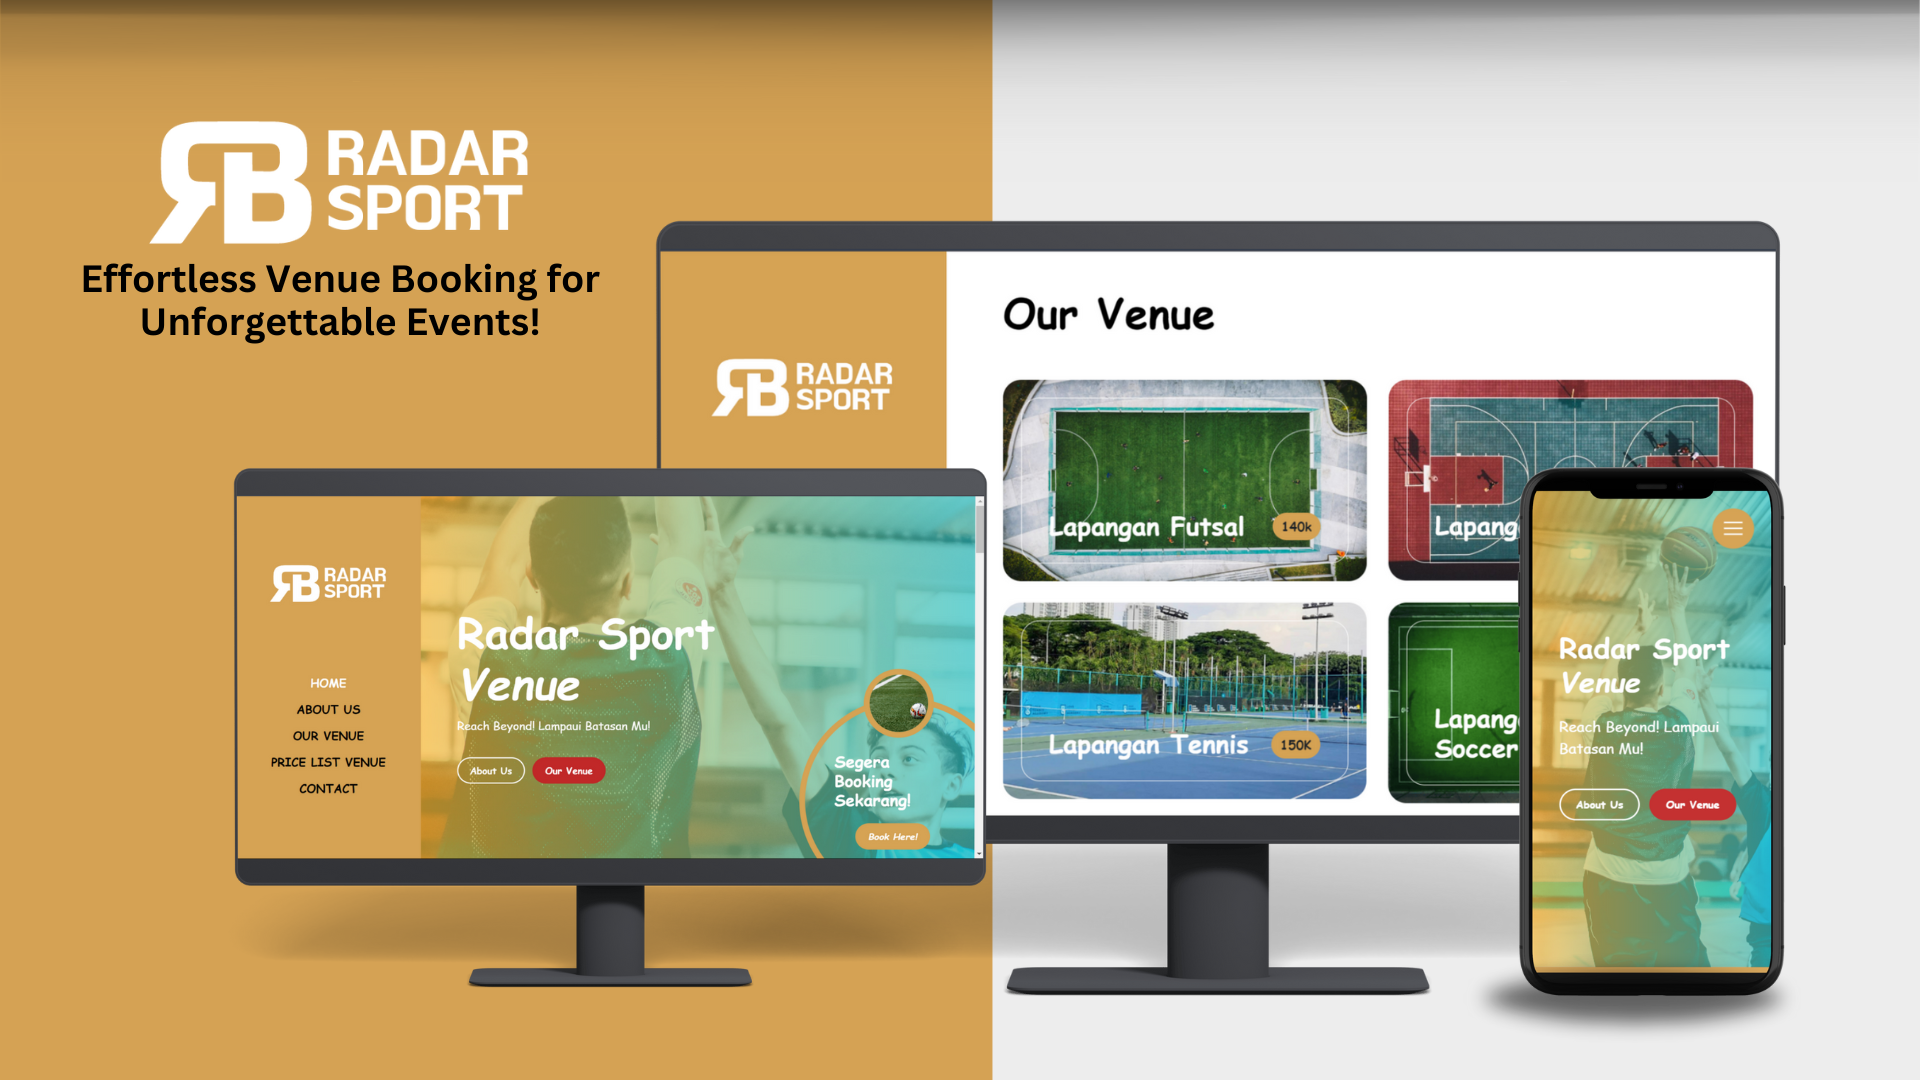 RB RADAR
SPORT
Effortless Venue Booking for
Unforgettable Events!
RB RADAR
SPORT
Our Venue
Lapangan Futsal
140k
Lapang
Lapangan Tennis
150K
Lapang
Soccer
RB RADAR
SPORT
HOME
ABOUT US
OUR VENUE
PRICE LIST VENUE
CONTACT
Radar Sport
Venue
Reach Beyond! Lampaui Batasan Mu!
About Us
Our Venue
Segera
Booking
Sekarang!
Book Here!
Radar Sport
Venue
Reach Beyond! Lampaui
Batasan Mu!
About Us
Our Venue